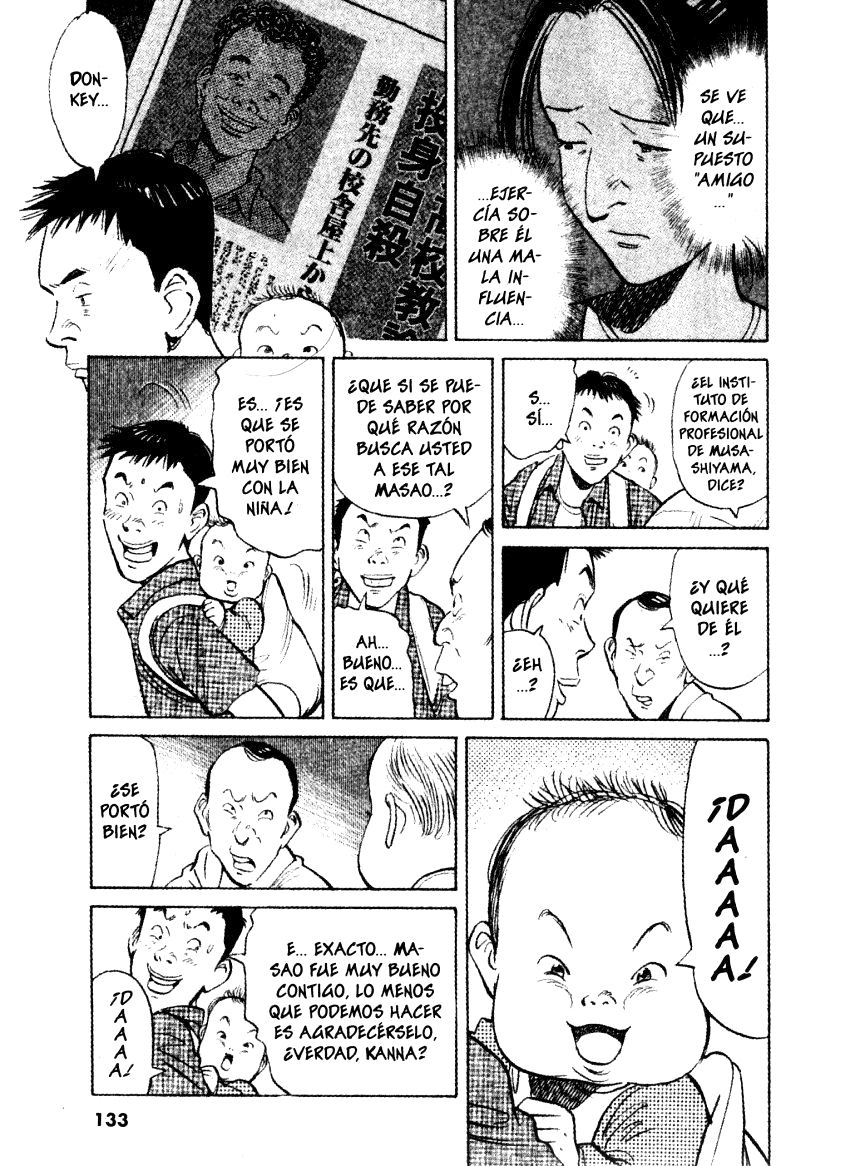 SE VE
QUE...
UN SU-
PUESTO
"AMIGO
..."
...EJER-
CÍA SO-
BRE ÉL
UNA MA-
LA IN-
FLUEN-
CIA...
高校教
投身自殺
勤務先の校舎屋上か
DON-
KEY...
¿EL INSTI-
TUTO DE
FORMACIÓN
PROFESIONAL
DE MUSA-
SHIYAMA,
DICE?
S...
SÍ...
¿Y QUÉ
QUIERE
DE ÉL
...?
¿EH
...?
¿QUE SI SE PUE-
DE SABER POR
QUÉ RAZÓN
BUSCA USTED
A ESE TAL
MASAO...?
AH...
BUENO...
ES QUE...
ES... ¡ES
QUE SE
PORTÓ
MUY BIEN
CON LA
NIÑA!
¡DAAAAA!
¿SE
PORTÓ
BIEN?
E... EXACTO... MA-
SAO FUE MUY BUENO
CONTIGO, LO MENOS
QUE PODEMOS HACER
ES AGRADECÉRSELO,
¿VERDAD, KANNA?
¡DAAAA!
133